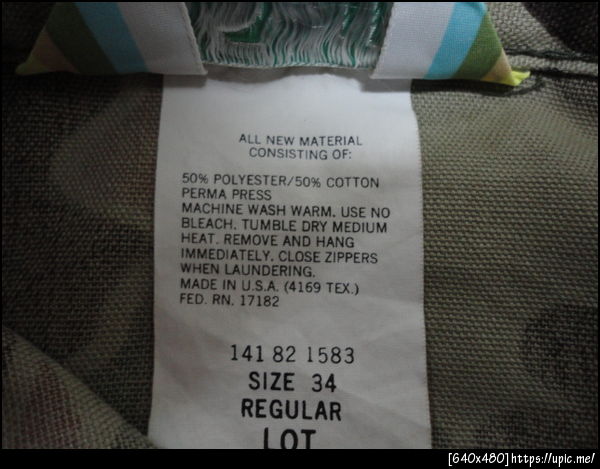 ALL NEW MATERIAL
CONSISTING OF:
50% POLYESTER/50% COTTON
PERMA PRESS
MACHINE WASH WARM. USE NO
BLEACH. TUMBLE DRY MEDIUM
HEAT. REMOVE AND HANG
IMMEDIATELY. CLOSE ZIPPERS
WHEN LAUNDERING.
MADE IN U.S.A. (4169 TEX.)
FED. RN. 17182
141 82 1583
SIZE 34
REGULAR
LOT
[640x480]https://upic.me/